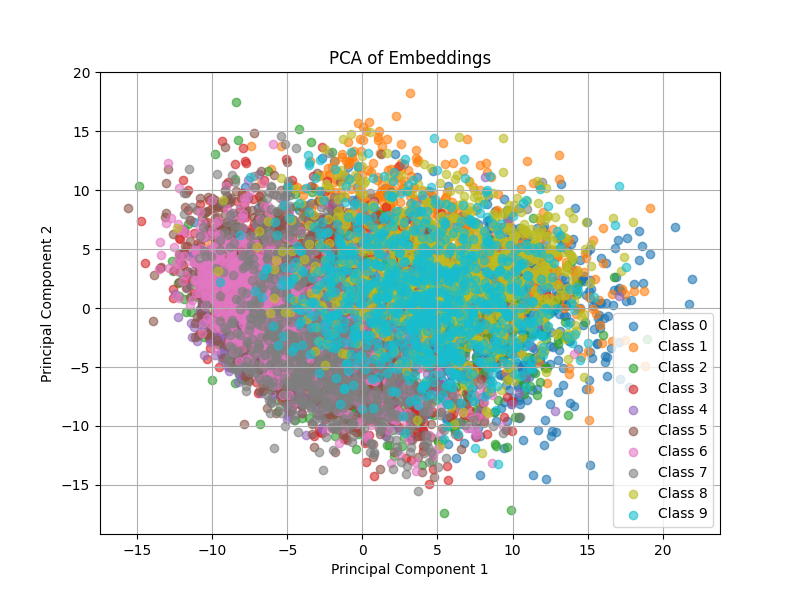 PCA of Embeddings
20
15
10
5
0
−5
−10
−15
Principal Component 2
−15 −10 −5 0 5 10 15 20
Principal Component 1
Class 0
Class 1
Class 2
Class 3
Class 4
Class 5
Class 6
Class 7
Class 8
Class 9